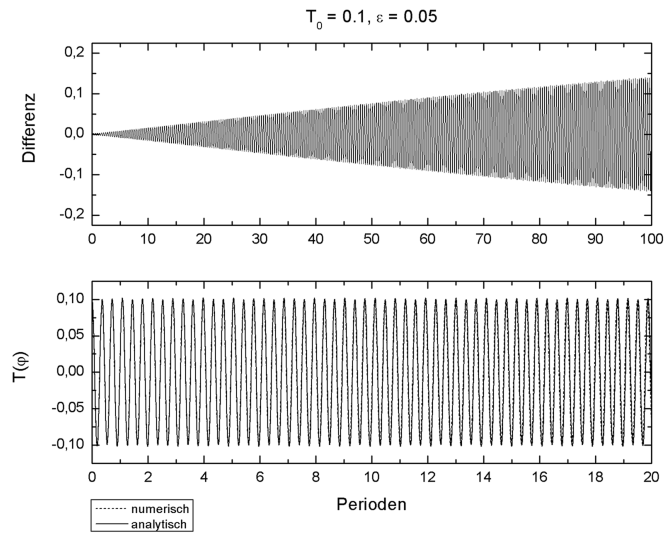 T₀ = 0.1, ε = 0.05
0,2
0,1
0,0
-0,1
-0,2
Differenz
0 10 20 30 40 50 60 70 80 90 100
0,10
0,05
0,00
-0,05
-0,10
T(φ)
0 2 4 6 8 10 12 14 16 18 20
Perioden
numerisch
analytisch